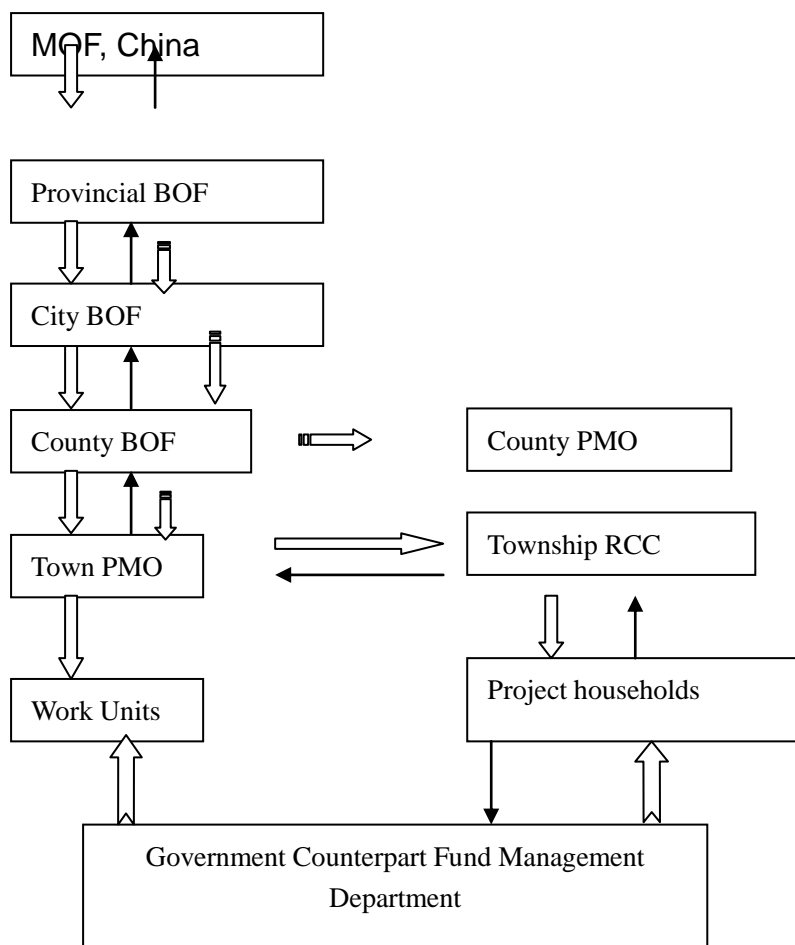 MOF, China
Provincial BOF
City BOF
County BOF
County PMO
Town PMO
Township RCC
Work Units
Project households
Government Counterpart Fund Management
Department